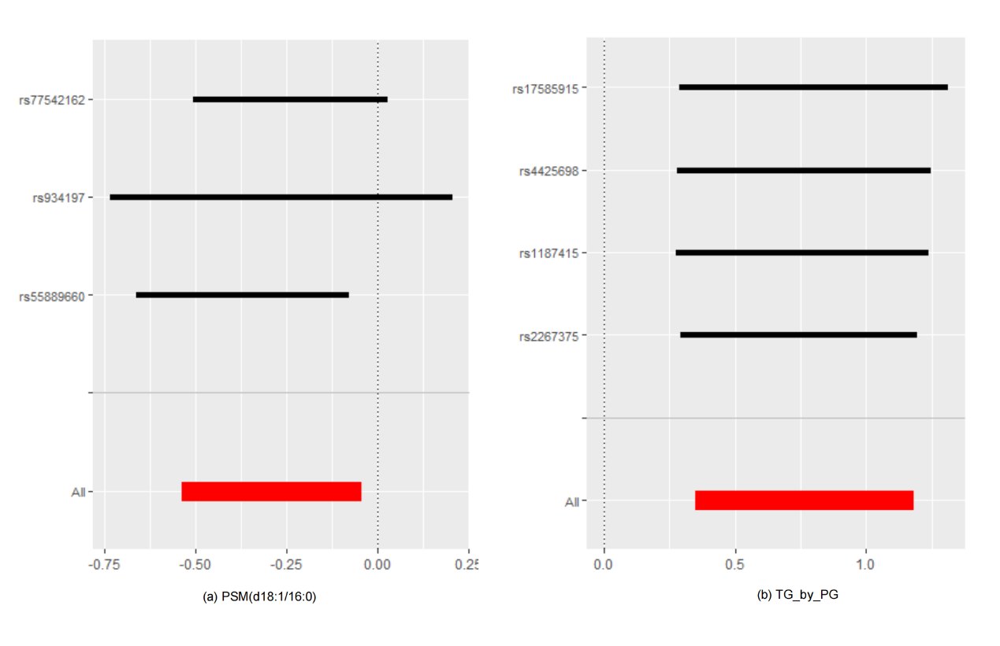 rs77542162
rs934197
rs55889660
All
-0.75 -0.50 -0.25 0.00 0.25
(a) PSM(d18:1/16:0)
rs17585915
rs4425698
rs1187415
rs2267375
All
0.0 0.5 1.0
(b) TG_by_PG